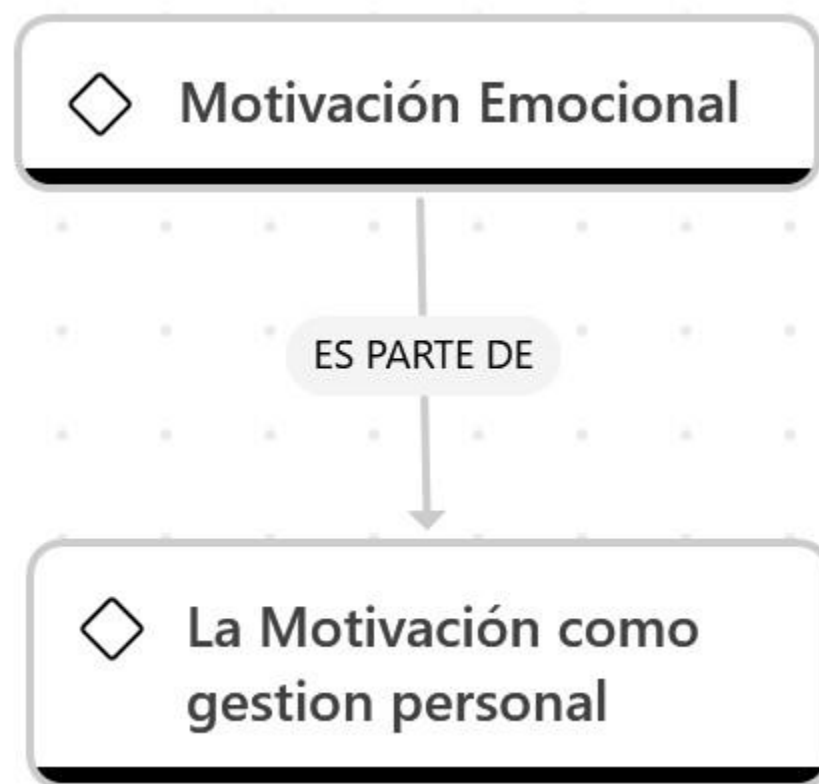 Motivación Emocional
ES PARTE DE
La Motivación como
gestion personal